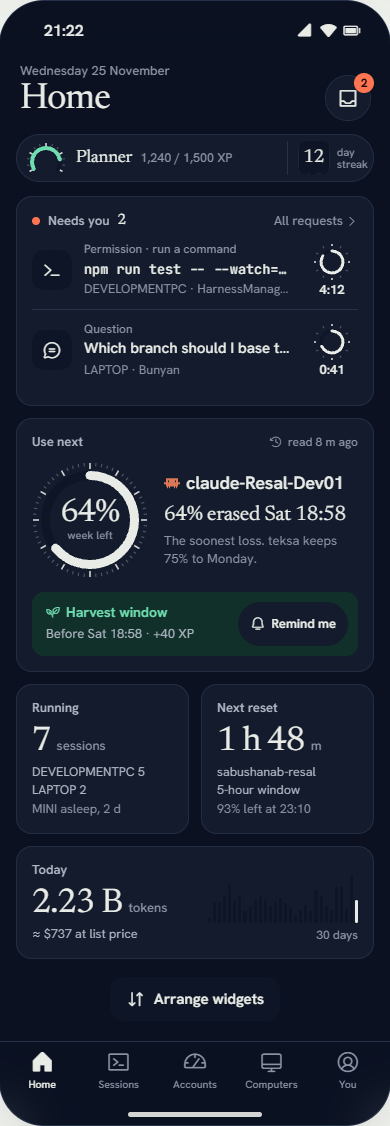 21:22
Wednesday 25 November
Home
2
Planner 1,240 / 1,500 XP
12 day streak
Needs you 2
All requests
Permission · run a command
npm run test -- --watch=…
DEVELOPMENTPC · HarnessManag…
4:12
Question
Which branch should I base t…
LAPTOP · Bunyan
0:41
Use next
read 8 m ago
64%
week left
claude-Resal-Dev01
64% erased Sat 18:58
The soonest loss. teksa keeps
75% to Monday.
Harvest window
Before Sat 18:58 · +40 XP
Remind me
Running
7 sessions
DEVELOPMENTPC 5
LAPTOP 2
MINI asleep, 2 d
Next reset
1 h 48 m
sabushanab-resal
5-hour window
93% left at 23:10
Today
2.23 B tokens
≈ $737 at list price
30 days
Arrange widgets
Home
Sessions
Accounts
Computers
You